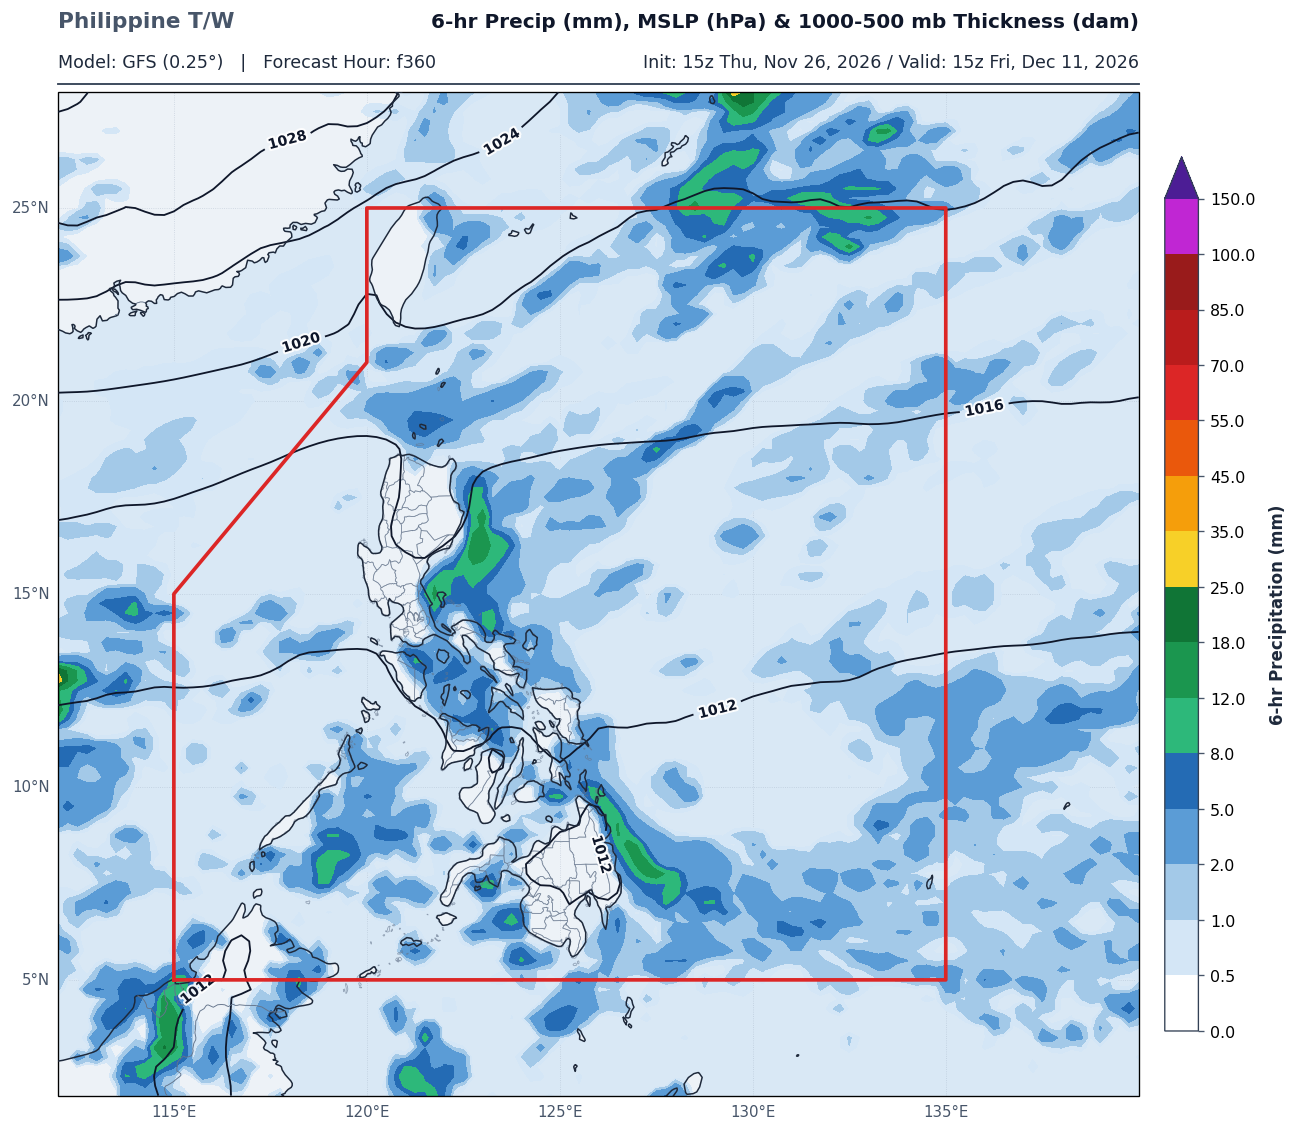 Philippine T/W
6-hr Precip (mm), MSLP (hPa) & 1000-500 mb Thickness (dam)
Model: GFS (0.25°) | Forecast Hour: f360
Init: 15z Thu, Nov 26, 2026 / Valid: 15z Fri, Dec 11, 2026
1028
1024
1020
1016
1012
1012
1012
25°N
20°N
15°N
10°N
5°N
115°E
120°E
125°E
130°E
135°E
150.0
100.0
85.0
70.0
55.0
45.0
35.0
25.0
18.0
12.0
8.0
5.0
2.0
1.0
0.5
0.0
6-hr Precipitation (mm)